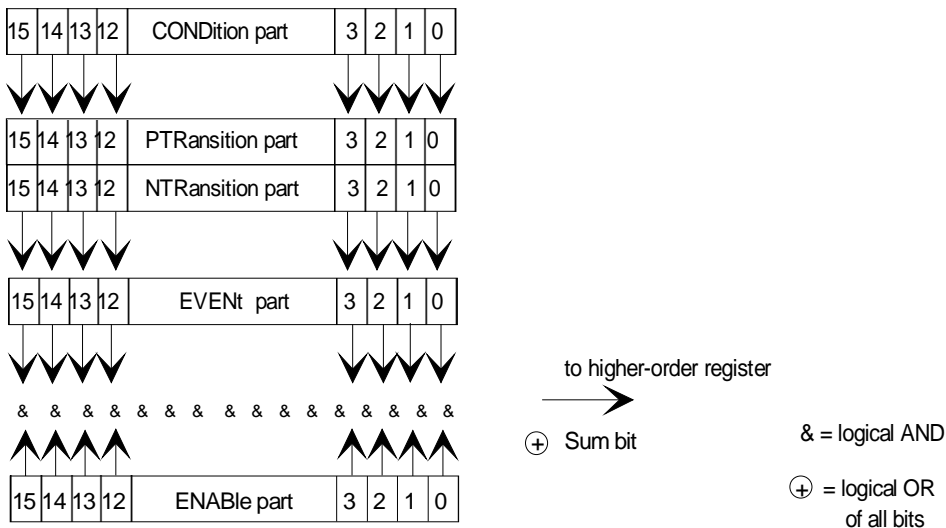 15 14 13 12 CONDition part 3 2 1 0
15 14 13 12 PTRansition part 3 2 1 0
15 14 13 12 NTRansition part 3 2 1 0
15 14 13 12 EVENt part 3 2 1 0
to higher-order register
& & & & & & & & & & & & & & & &
⊕ Sum bit
& = logical AND
15 14 13 12 ENABle part 3 2 1 0
⊕ = logical OR
of all bits